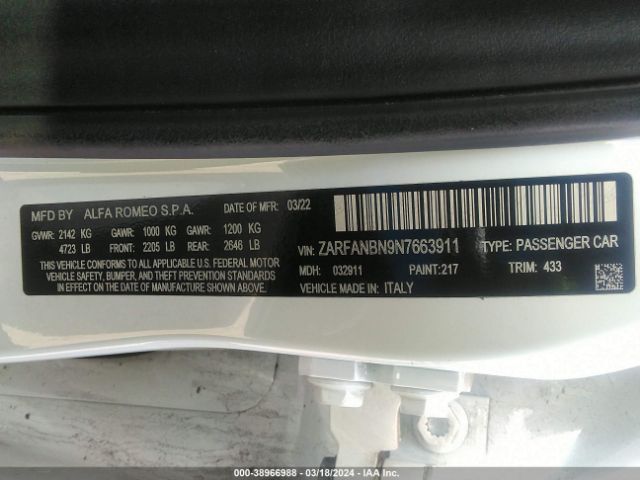 MFD BY ALFA ROMEO S.P.A. DATE OF MFR: 03/22
GVWR: 2142 KG GAWR: 1000 KG GAWR: 1200 KG
4723 LB FRONT: 2205 LB REAR: 2646 LB
THIS VEHICLE CONFORMS TO ALL APPLICABLE U.S. FEDERAL MOTOR
VEHICLE SAFETY, BUMPER, AND THEFT PREVENTION STANDARDS
IN EFFECT ON THE DATE OF MANUFACTURE SHOWN ABOVE.
VIN: ZARFANBN9N7663911 TYPE: PASSENGER CAR
MDH: 032911 PAINT:217 TRIM: 433
VEHICLE MADE IN: ITALY
000-38966988 — 03/18/2024 — IAA Inc.